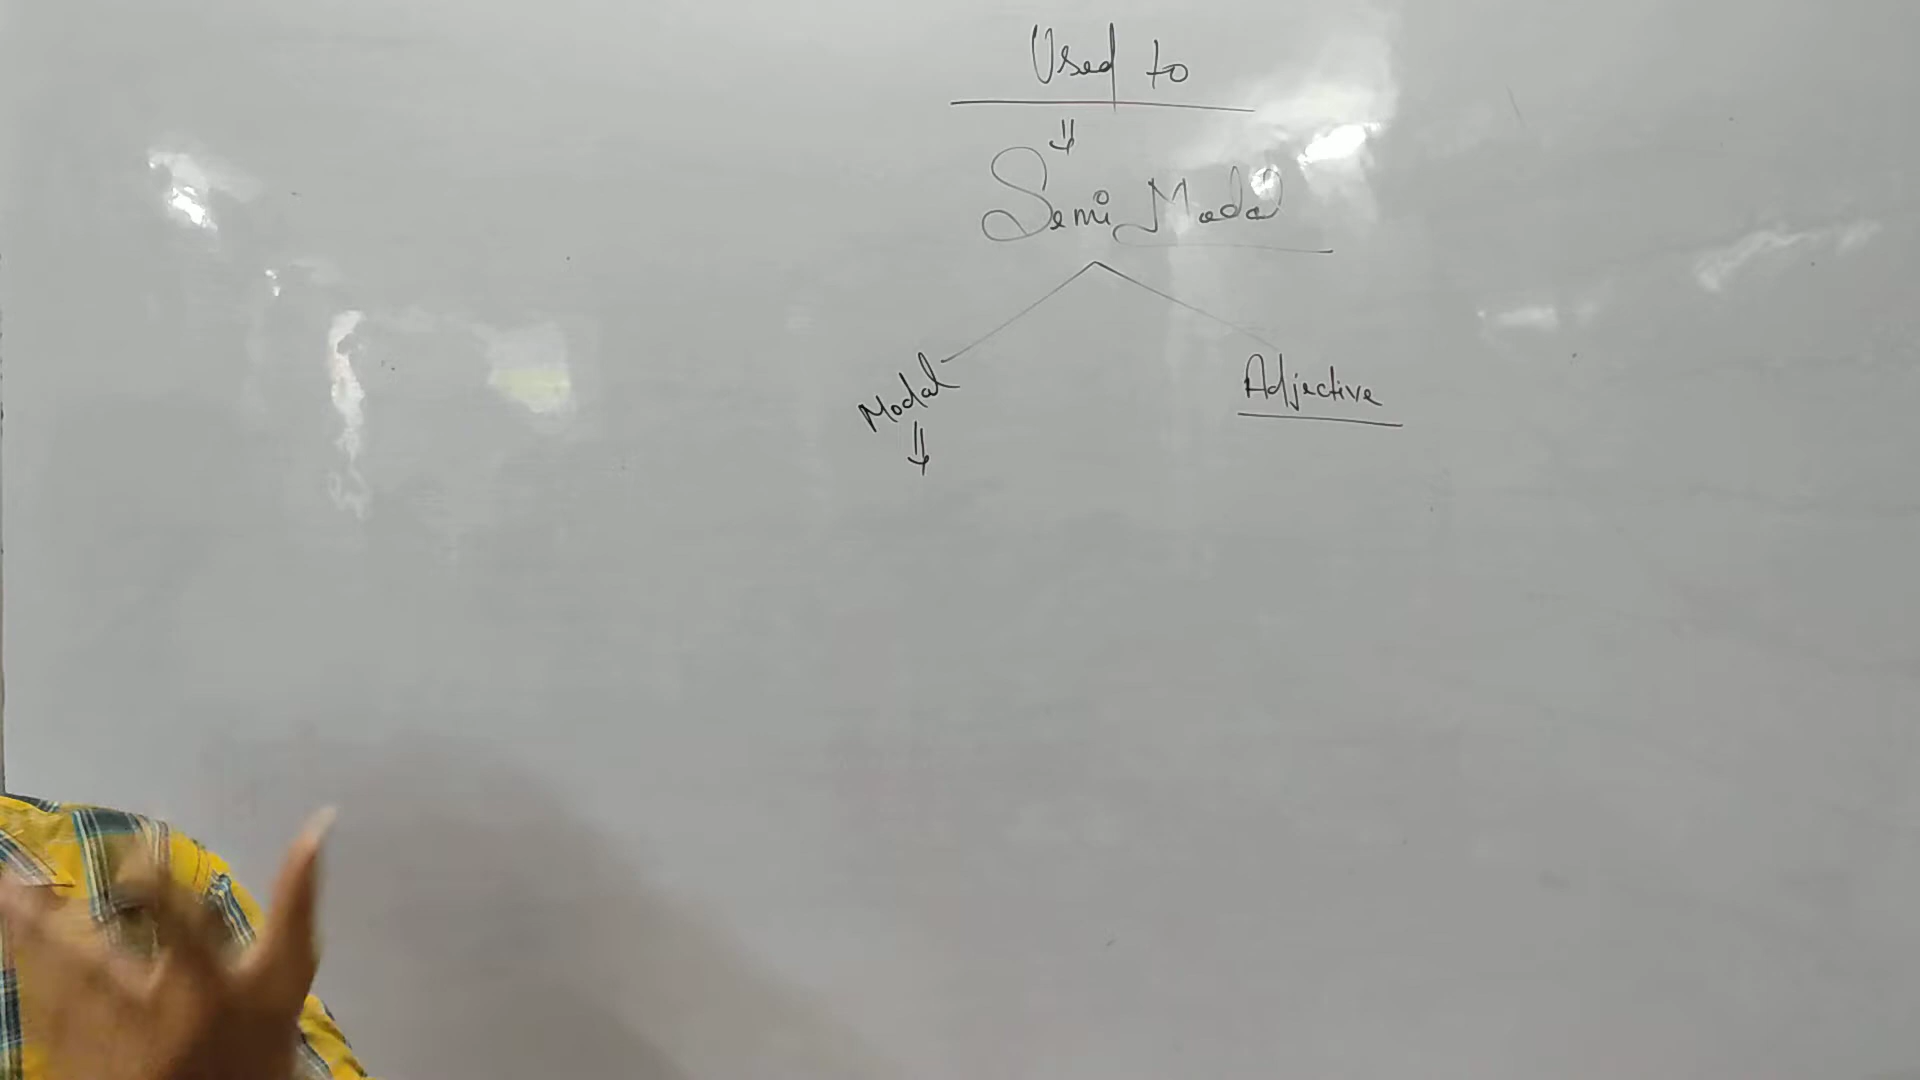 Used to
⇓
Semi Modal
Modal
⇓
Adjective